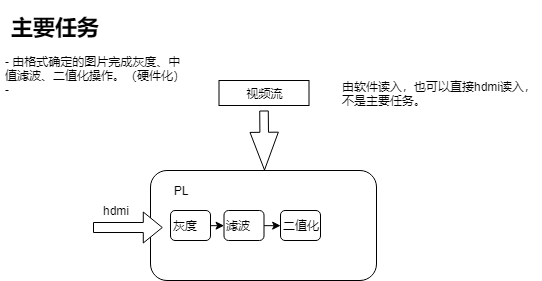 主要任务
- 由格式确定的图片完成灰度、中
值滤波、二值化操作。（硬件化）
-
视频流
由软件读入，也可以直接hdmi读入，
不是主要任务。
PL
hdmi
灰度
滤波
二值化